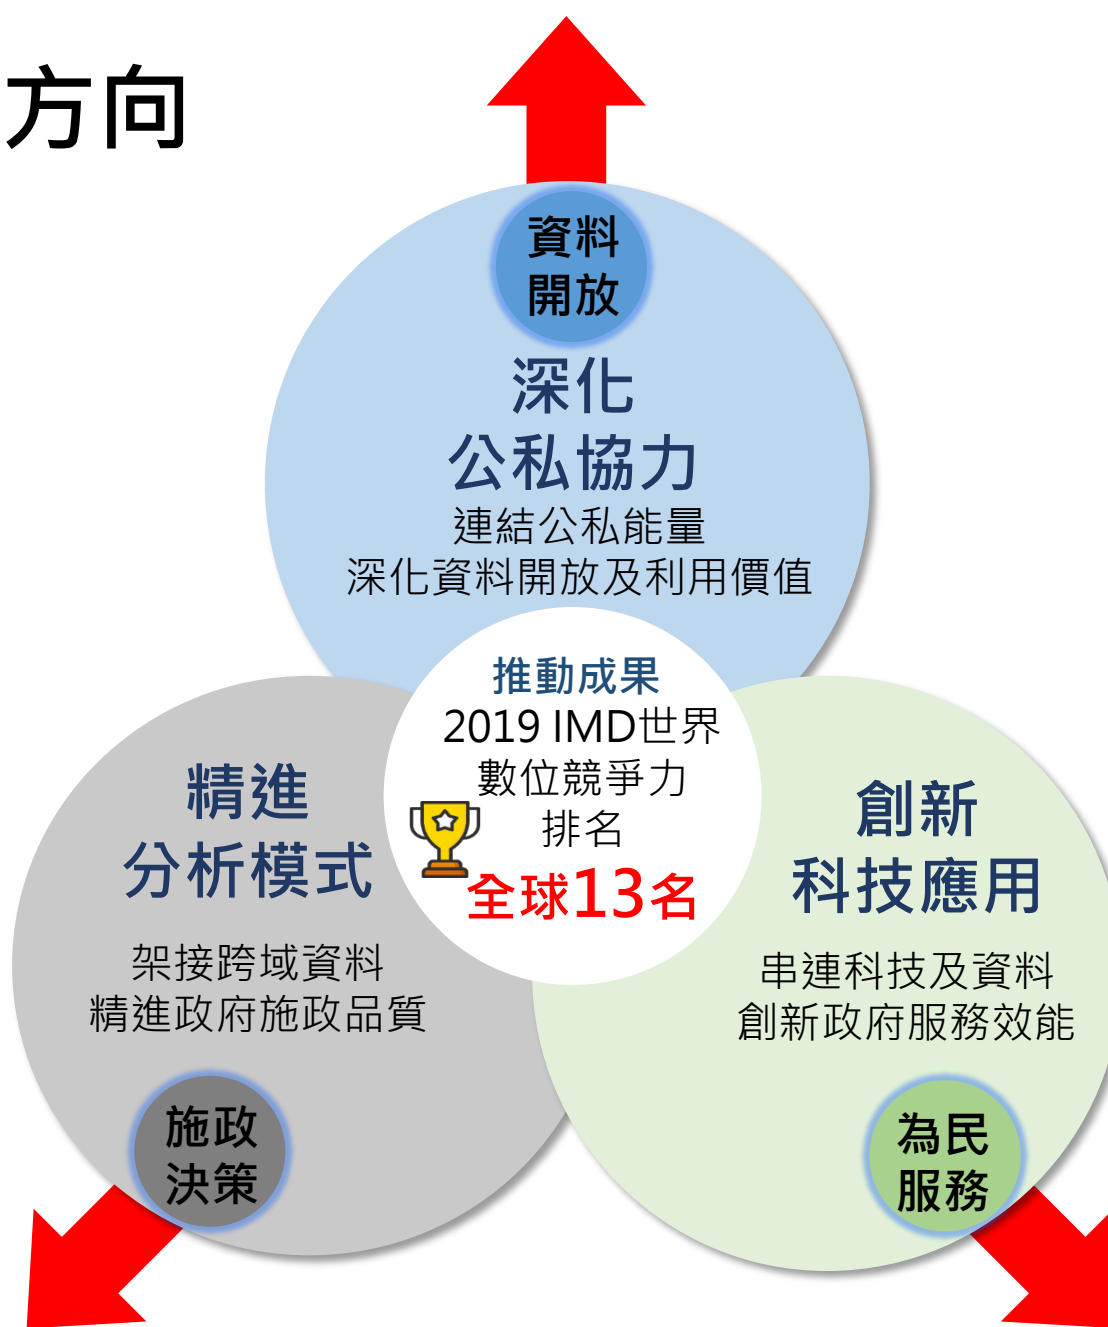 方向
資料
開放
深化
公私協力
連結公私能量
深化資料開放及利用價值
推動成果
2019 IMD世界
數位競爭力
排名
全球13名
精進
分析模式
架接跨域資料
精進政府施政品質
施政
決策
創新
科技應用
串連科技及資料
創新政府服務效能
為民
服務